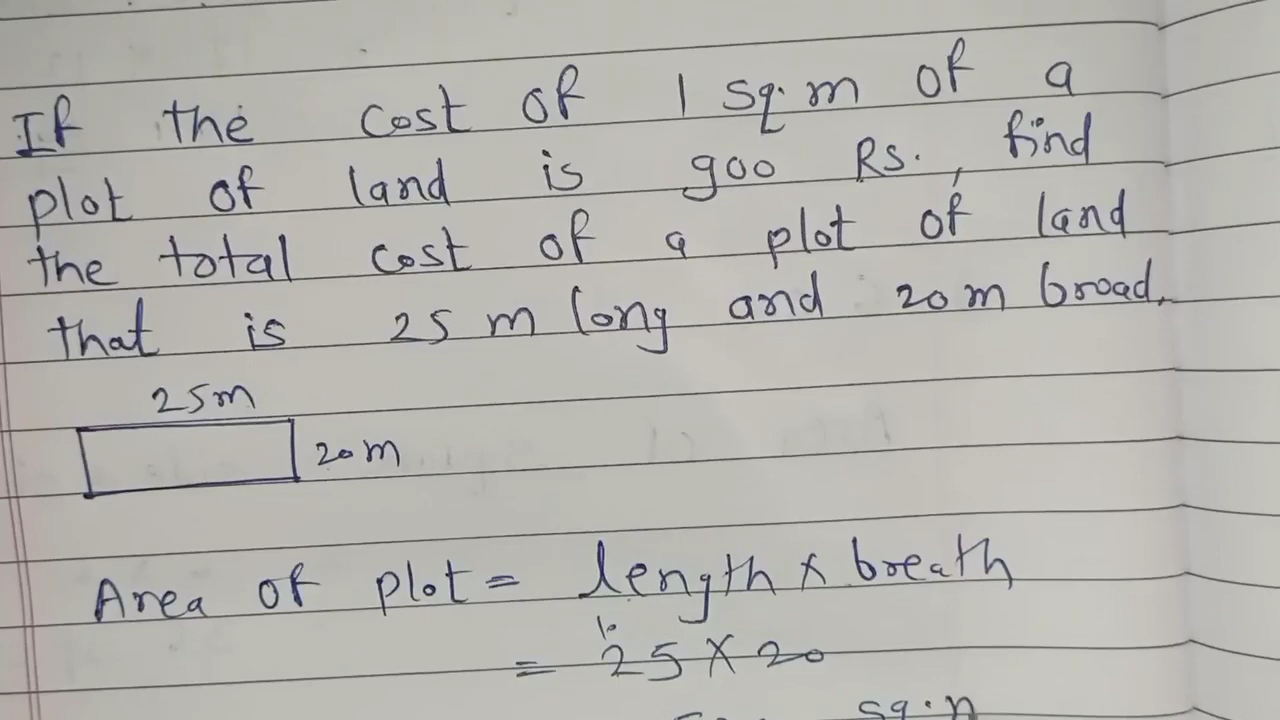 If the cost of 1 sq.m of a
plot of land is 900 Rs., find
the total cost of a plot of land
that is 25 m long and 20 m broad.
25m
20m
Area of plot = length x breath
= 25 x 20
sq.